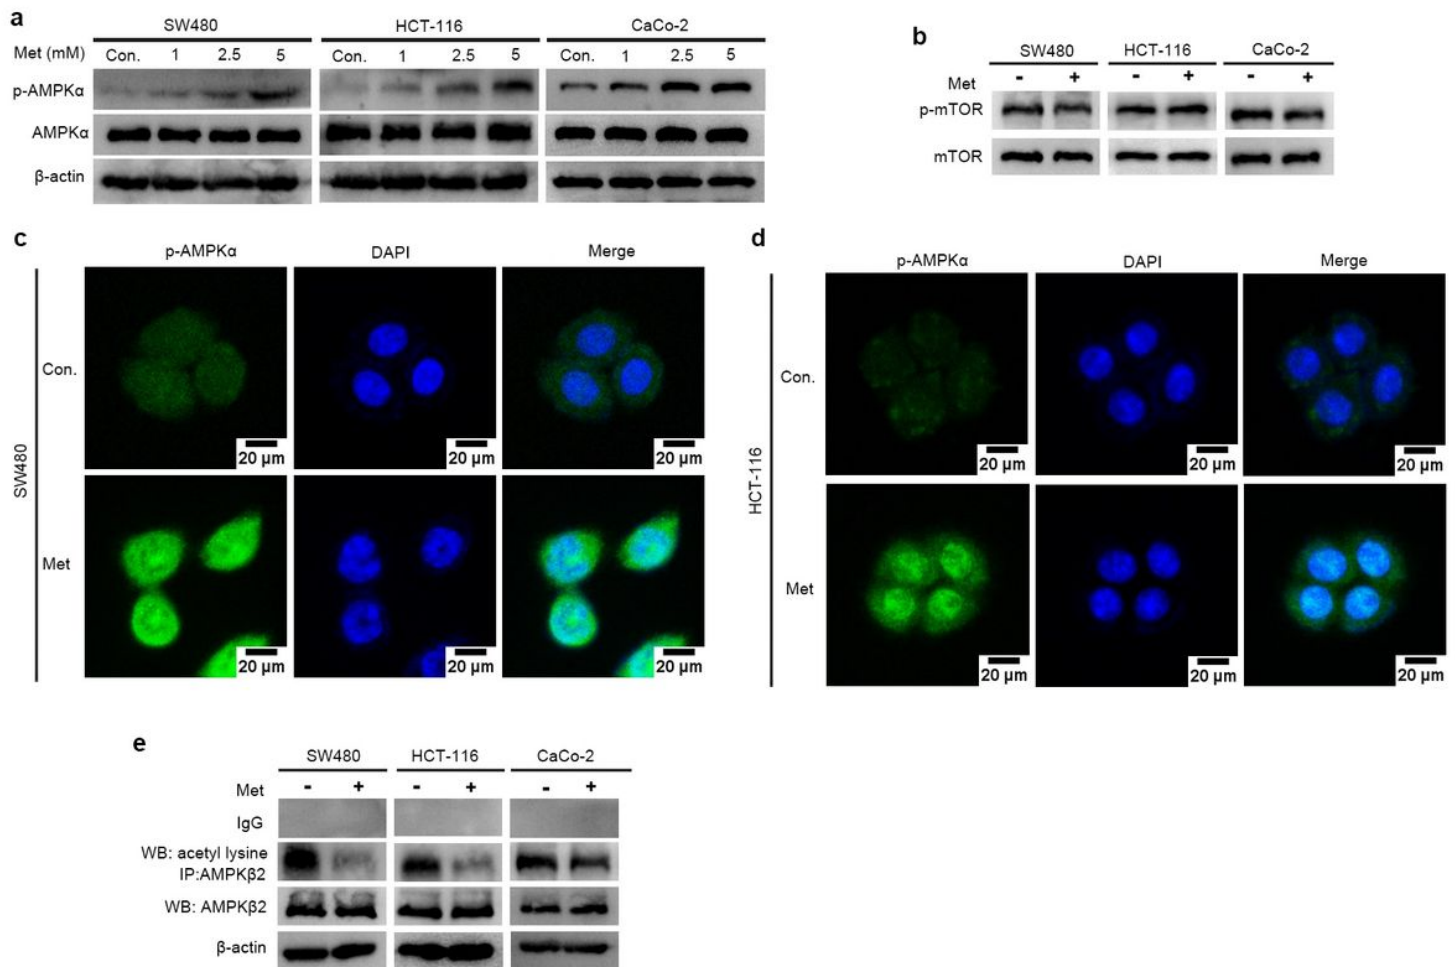 a
SW480 HCT-116 CaCo-2
Met (mM) Con. 1 2.5 5 Con. 1 2.5 5 Con. 1 2.5 5
p-AMPKα
AMPKα
β-actin
b
SW480 HCT-116 CaCo-2
Met - + - + - +
p-mTOR
mTOR
c
p-AMPKα DAPI Merge
SW480
Con.
20 µm 20 µm 20 µm
Met
20 µm 20 µm 20 µm
d
p-AMPKα DAPI Merge
HCT-116
Con.
20 µm 20 µm 20 µm
Met
20 µm 20 µm 20 µm
e
SW480 HCT-116 CaCo-2
Met - + - + - +
IgG
WB: acetyl lysine
IP:AMPKβ2
WB: AMPKβ2
β-actin